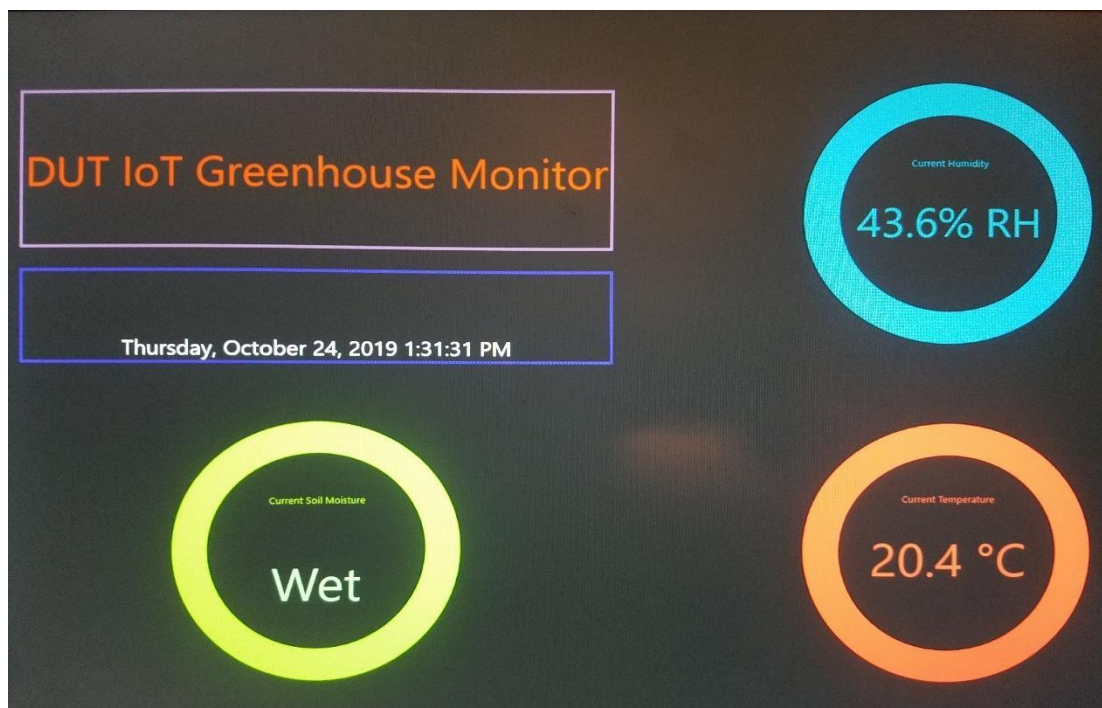 DUT IoT Greenhouse Monitor
Thursday, October 24, 2019 1:31:31 PM
Current Humidity
43.6% RH
Current Soil Moisture
Wet
Current Temperature
20.4 °C